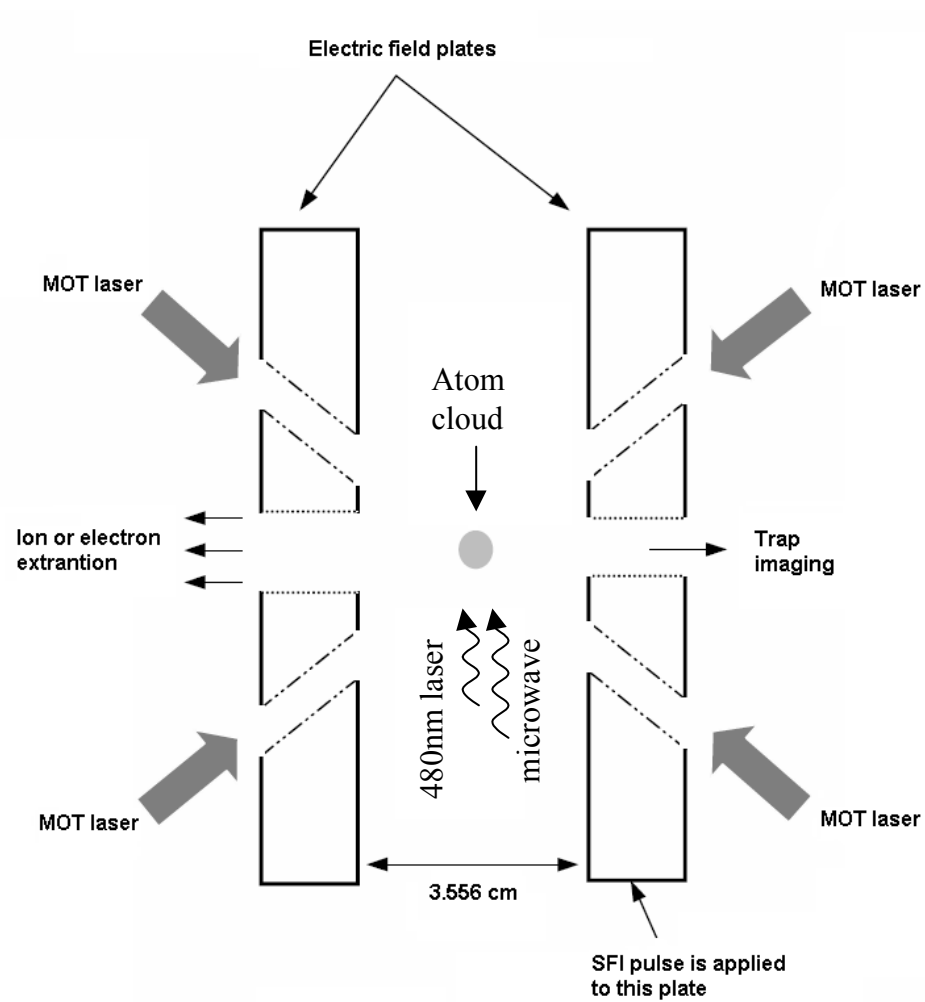 Electric field plates
MOT laser
MOT laser
Atom
cloud
Ion or electron
extrantion
Trap
imaging
480nm laser
microwave
MOT laser
MOT laser
3.556 cm
SFI pulse is applied
to this plate